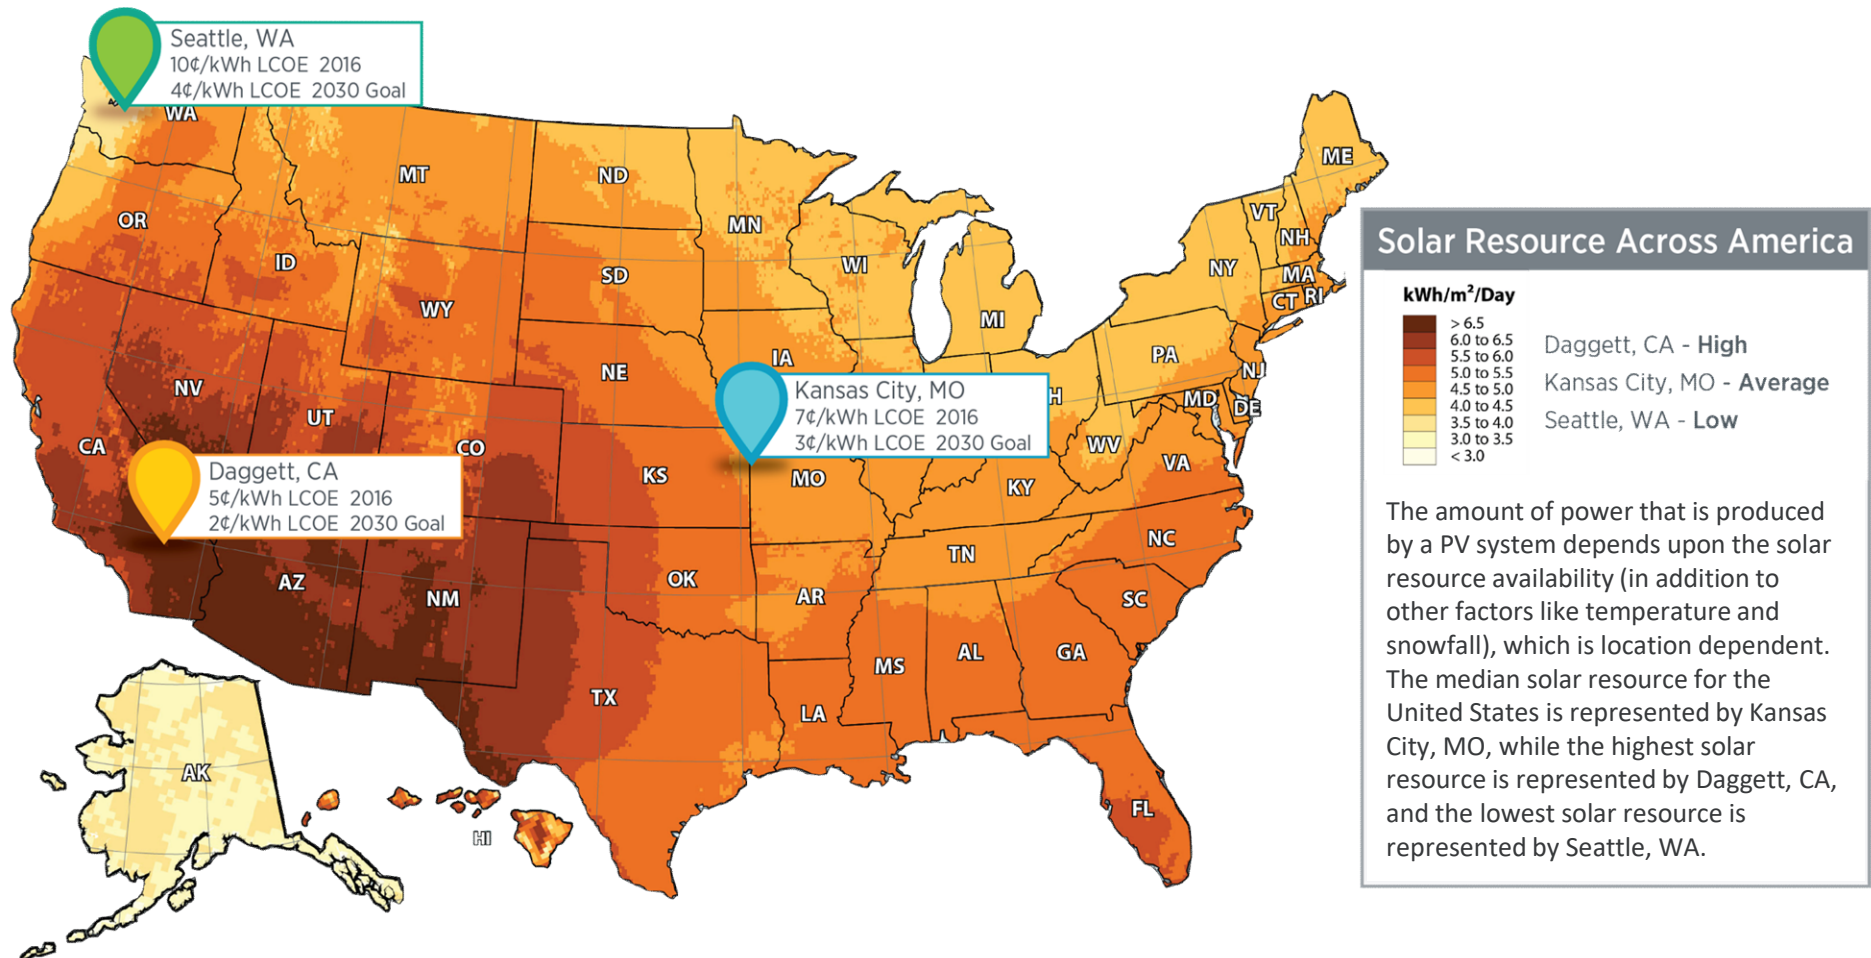 Seattle, WA
10¢/kWh LCOE 2016
4¢/kWh LCOE 2030 Goal
WA
MT
ND
MN
OR
ID
WY
SD
WI
MI
NY
VT
NH
ME
MA
CT RI
IA
NE
PA
NJ
MD
DE
H
WV
VA
NV
UT
CO
CA
KS
MO
KY
Kansas City, MO
7¢/kWh LCOE 2016
3¢/kWh LCOE 2030 Goal
Daggett, CA
5¢/kWh LCOE 2016
2¢/kWh LCOE 2030 Goal
AZ
NM
OK
AR
TN
NC
SC
MS
AL
GA
TX
LA
FL
AK
HI
Solar Resource Across America
kWh/m²/Day
> 6.5
6.0 to 6.5
5.5 to 6.0
5.0 to 5.5
4.5 to 5.0
4.0 to 4.5
3.5 to 4.0
3.0 to 3.5
< 3.0
Daggett, CA - High
Kansas City, MO - Average
Seattle, WA - Low
The amount of power that is produced
by a PV system depends upon the solar
resource availability (in addition to
other factors like temperature and
snowfall), which is location dependent.
The median solar resource for the
United States is represented by Kansas
City, MO, while the highest solar
resource is represented by Daggett, CA,
and the lowest solar resource is
represented by Seattle, WA.